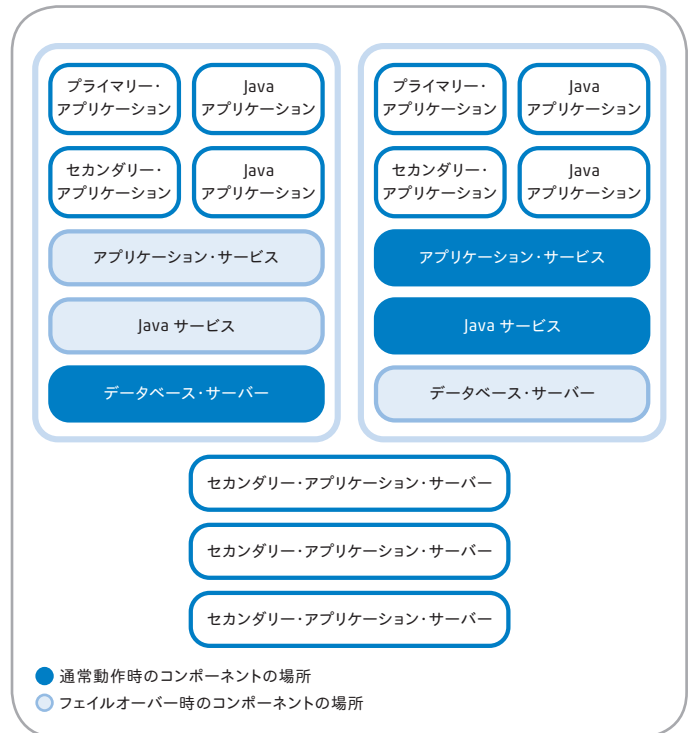 プライマリー・
アプリケーション
Java
アプリケーション
セカンダリー・
アプリケーション
Java
アプリケーション
アプリケーション・サービス
Java サービス
データベース・サーバー
プライマリー・
アプリケーション
Java
アプリケーション
セカンダリー・
アプリケーション
Java
アプリケーション
アプリケーション・サービス
Java サービス
データベース・サーバー
セカンダリー・アプリケーション・サーバー
セカンダリー・アプリケーション・サーバー
セカンダリー・アプリケーション・サーバー
通常動作時のコンポーネントの場所
フェイルオーバー時のコンポーネントの場所